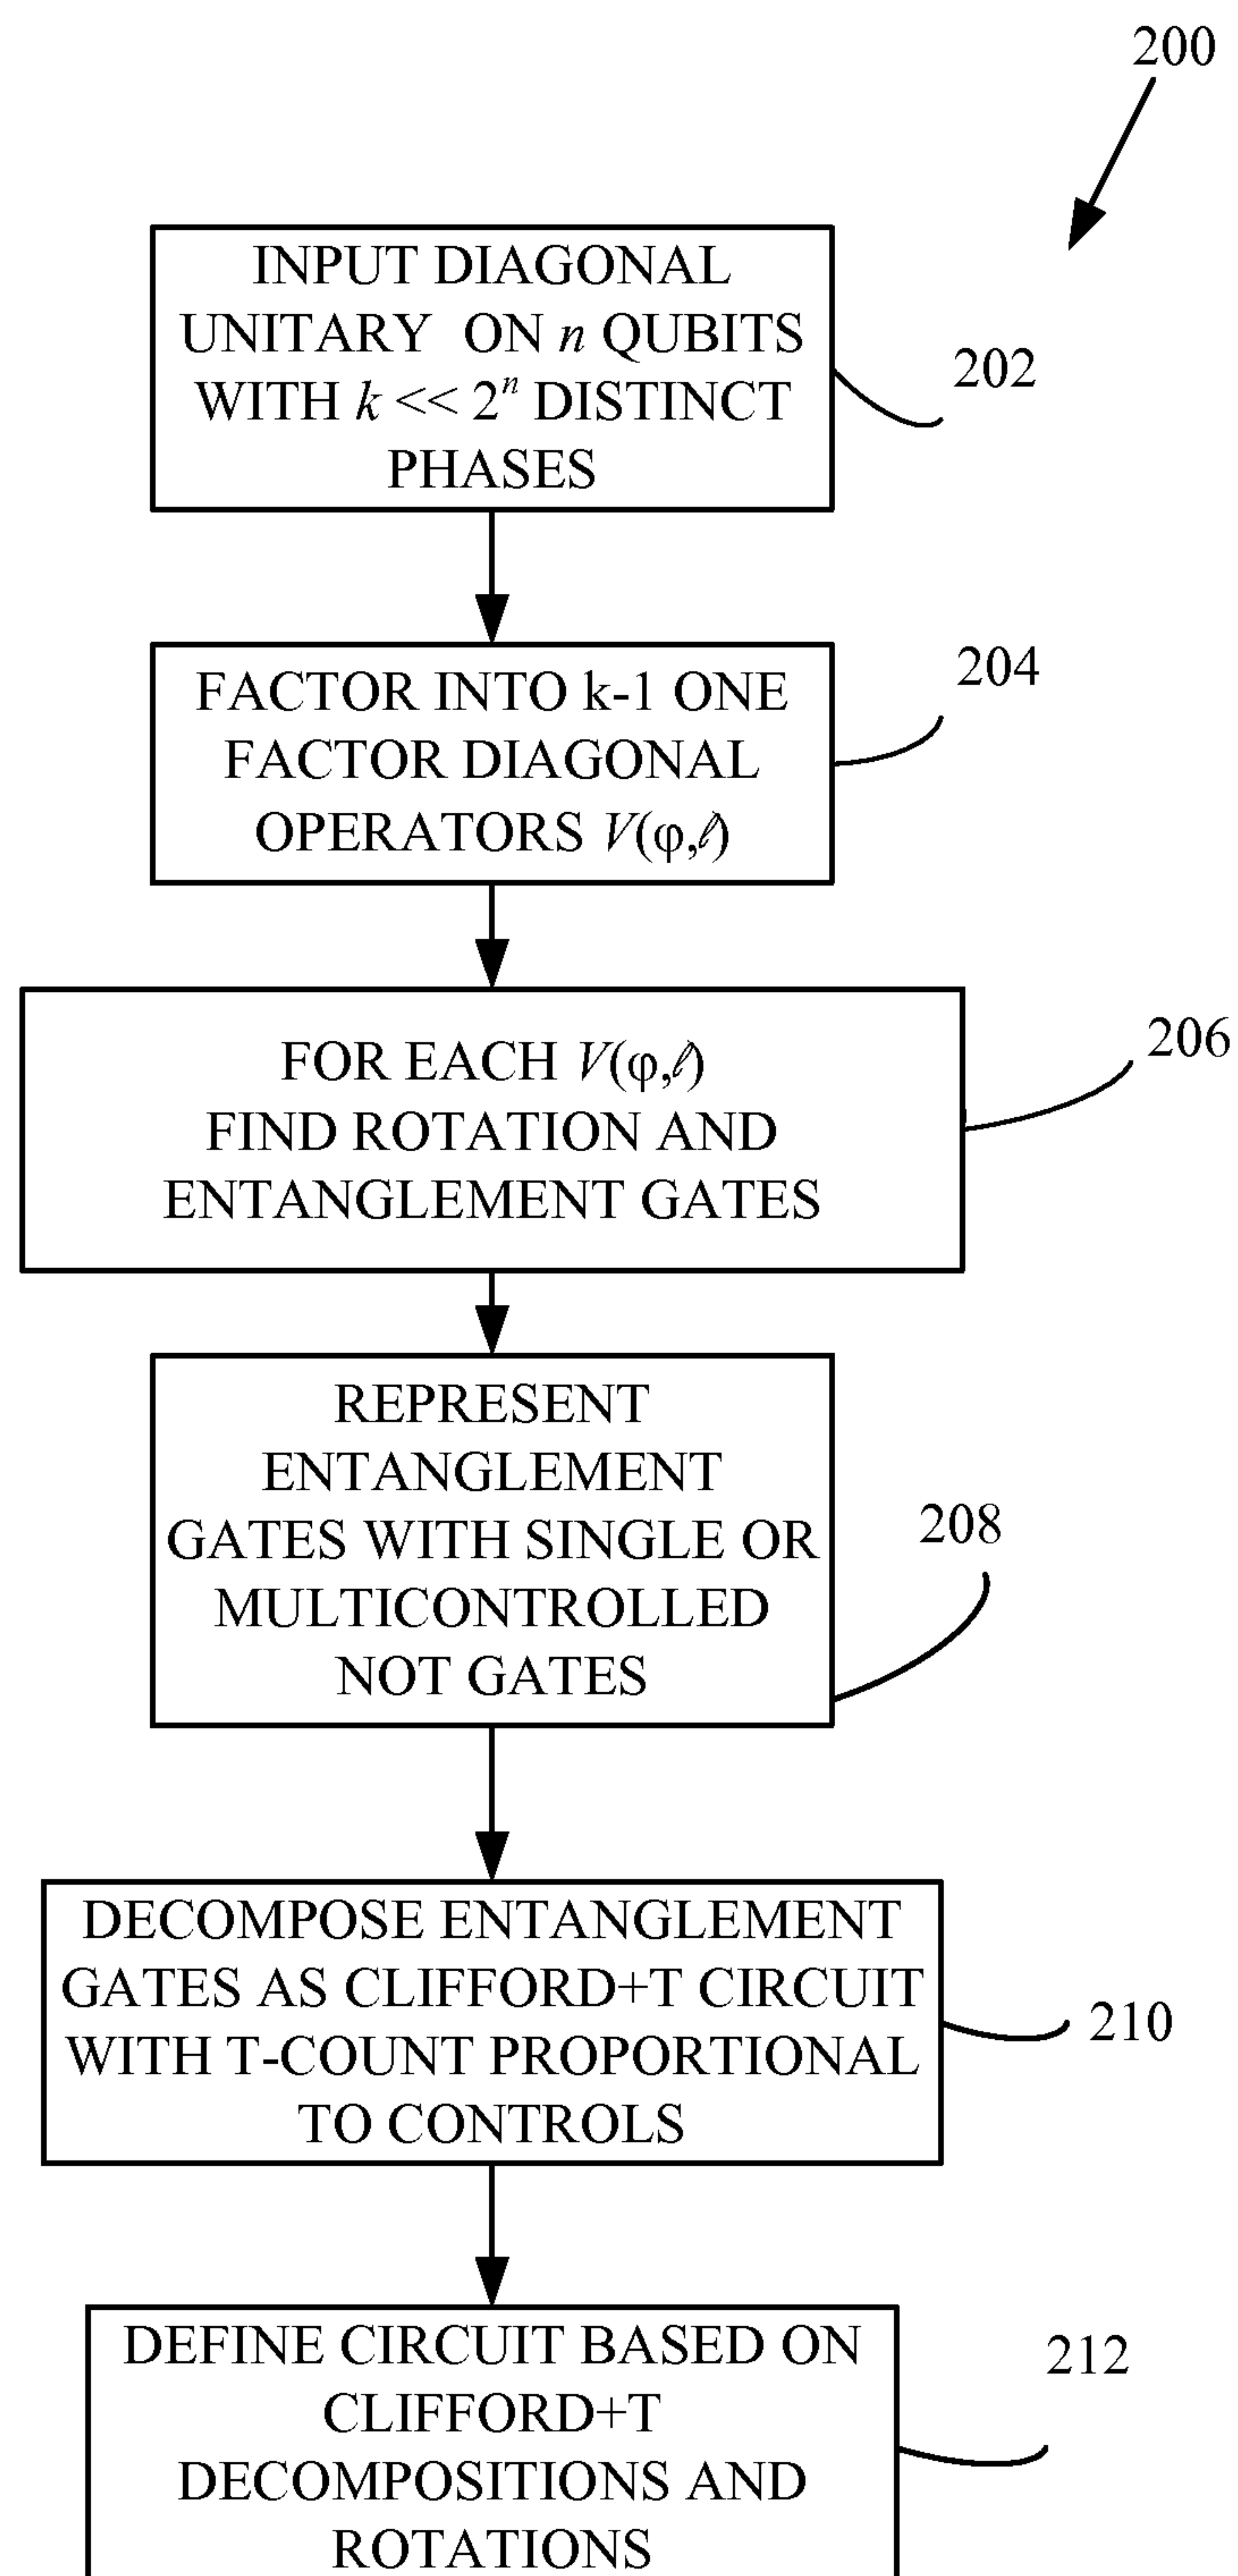 200
INPUT DIAGONAL
UNITARY ON n QUBITS
WITH k << 2ⁿ DISTINCT
PHASES
202
FACTOR INTO k-1 ONE
FACTOR DIAGONAL
OPERATORS V(φ,ℓ)
204
FOR EACH V(φ,ℓ)
FIND ROTATION AND
ENTANGLEMENT GATES
206
REPRESENT
ENTANGLEMENT
GATES WITH SINGLE OR
MULTICONTROLLED
NOT GATES
208
DECOMPOSE ENTANGLEMENT
GATES AS CLIFFORD+T CIRCUIT
WITH T-COUNT PROPORTIONAL
TO CONTROLS
210
DEFINE CIRCUIT BASED ON
CLIFFORD+T
DECOMPOSITIONS AND
ROTATIONS
212